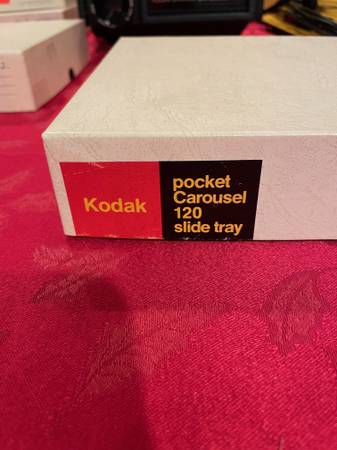 Kodak
pocket
Carousel
120
slide tray